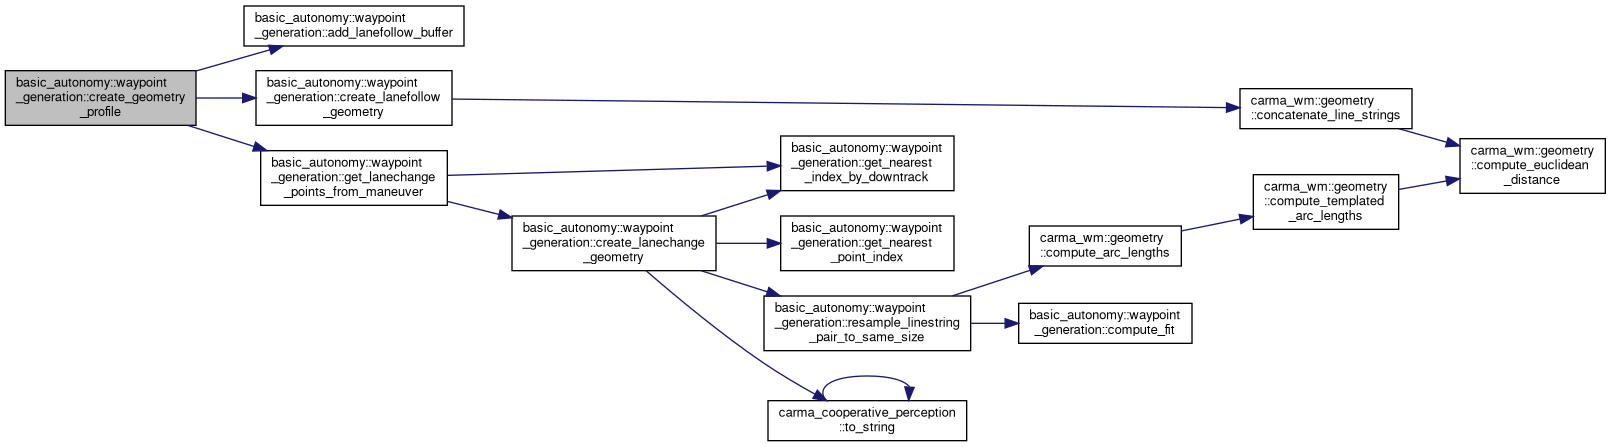 basic_autonomy::waypoint
_generation::add_lanefollow_buffer
basic_autonomy::waypoint
_generation::create_geometry
_profile
basic_autonomy::waypoint
_generation::create_lanefollow
_geometry
carma_wm::geometry
::concatenate_line_strings
basic_autonomy::waypoint
_generation::get_nearest
_index_by_downtrack
carma_wm::geometry
::compute_euclidean
_distance
basic_autonomy::waypoint
_generation::get_lanechange
_points_from_maneuver
carma_wm::geometry
::compute_templated
_arc_lengths
basic_autonomy::waypoint
_generation::create_lanechange
_geometry
basic_autonomy::waypoint
_generation::get_nearest
_point_index
carma_wm::geometry
::compute_arc_lengths
basic_autonomy::waypoint
_generation::resample_linestring
_pair_to_same_size
basic_autonomy::waypoint
_generation::compute_fit
carma_cooperative_perception
::to_string